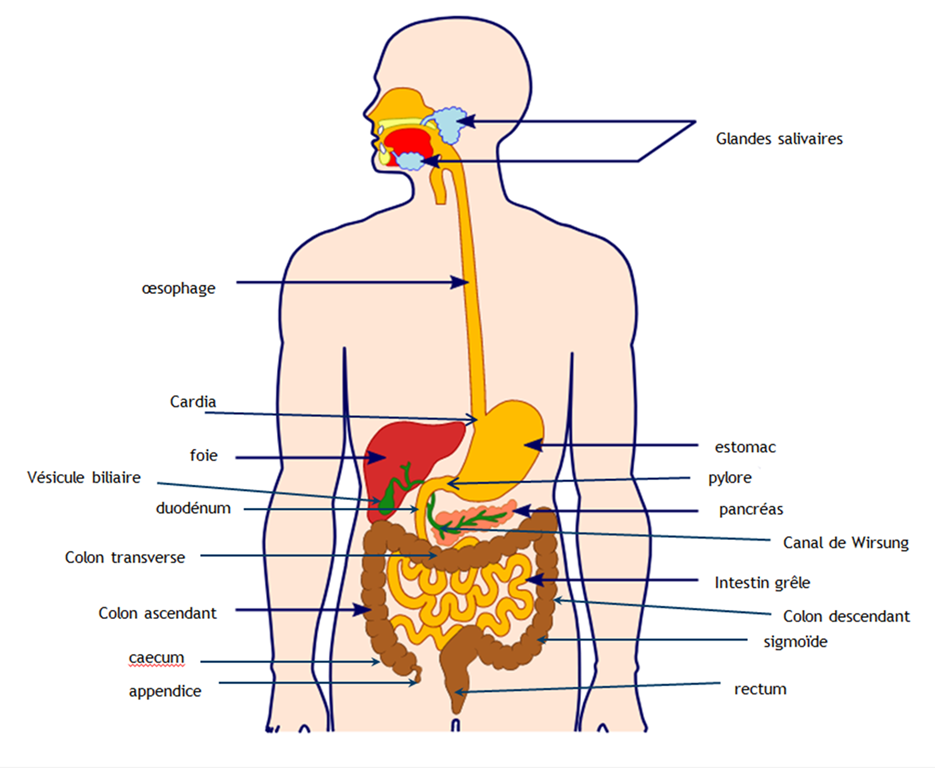 Glandes salivaires
œsophage
Cardia
foie
estomac
Vésicule biliaire
pylore
duodénum
pancréas
Canal de Wirsung
Colon transverse
Intestin grêle
Colon ascendant
Colon descendant
sigmoïde
caecum
appendice
rectum